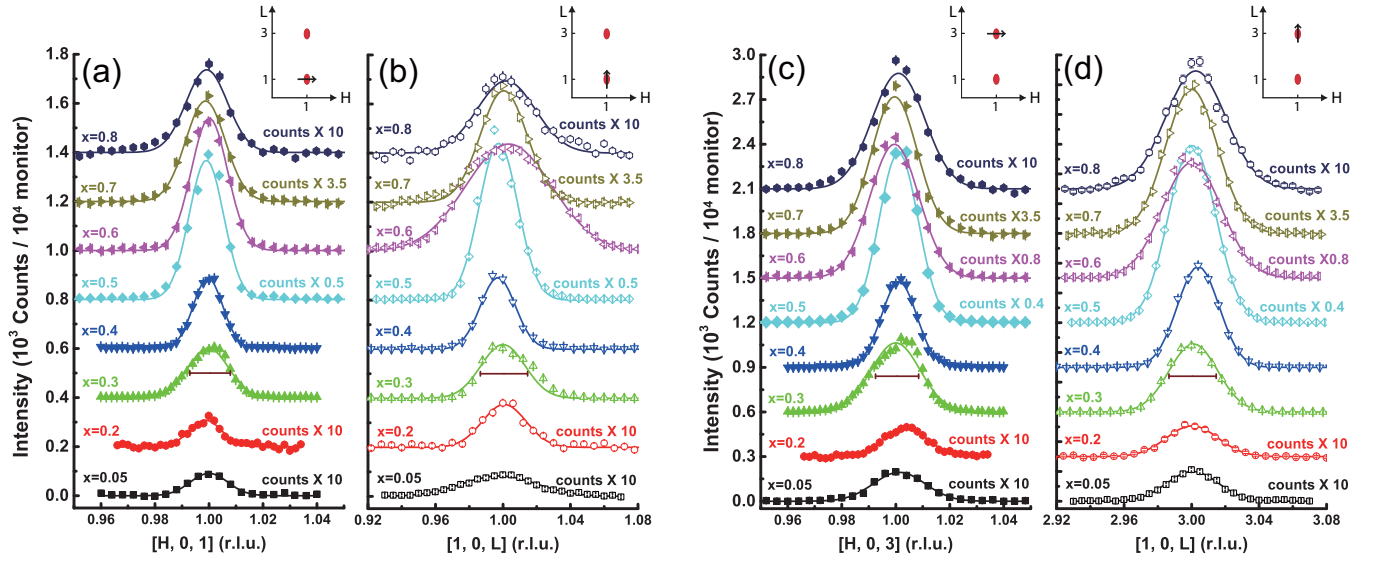 L
3
1
1
H
L
3
1
1
H
L
3
1
1
H
L
3
1
1
H
(a)
(b)
(c)
(d)
Intensity (10³ Counts / 10⁴ monitor)
1.8
1.6
1.4
1.2
1.0
0.8
0.6
0.4
0.2
0.0
x=0.8
counts X 10
x=0.7
counts X 3.5
x=0.6
x=0.5
counts X 0.5
x=0.4
x=0.3
x=0.2
counts X 10
x=0.05
counts X 10
0.96 0.98 1.00 1.02 1.04
[H, 0, 1] (r.l.u.)
x=0.8
counts X 10
x=0.7
counts X 3.5
x=0.6
x=0.5
counts X 0.5
x=0.4
x=0.3
x=0.2
counts X 10
x=0.05
counts X 10
0.92 0.96 1.00 1.04 1.08
[1, 0, L] (r.l.u.)
Intensity (10³ Counts / 10⁴ monitor)
3.0
2.7
2.4
2.1
1.8
1.5
1.2
0.9
0.6
0.3
0.0
x=0.8
counts X 10
x=0.7
counts X3.5
x=0.6
counts X0.8
x=0.5
counts X 0.4
x=0.4
x=0.3
x=0.2
counts X 10
x=0.05
counts X 10
0.96 0.98 1.00 1.02 1.04
[H, 0, 3] (r.l.u.)
x=0.8
counts X 10
x=0.7
counts X 3.5
x=0.6
counts X0.8
x=0.5
counts X 0.4
x=0.4
x=0.3
x=0.2
counts X 10
x=0.05
counts X 10
2.92 2.96 3.00 3.04 3.08
[1, 0, L] (r.l.u.)